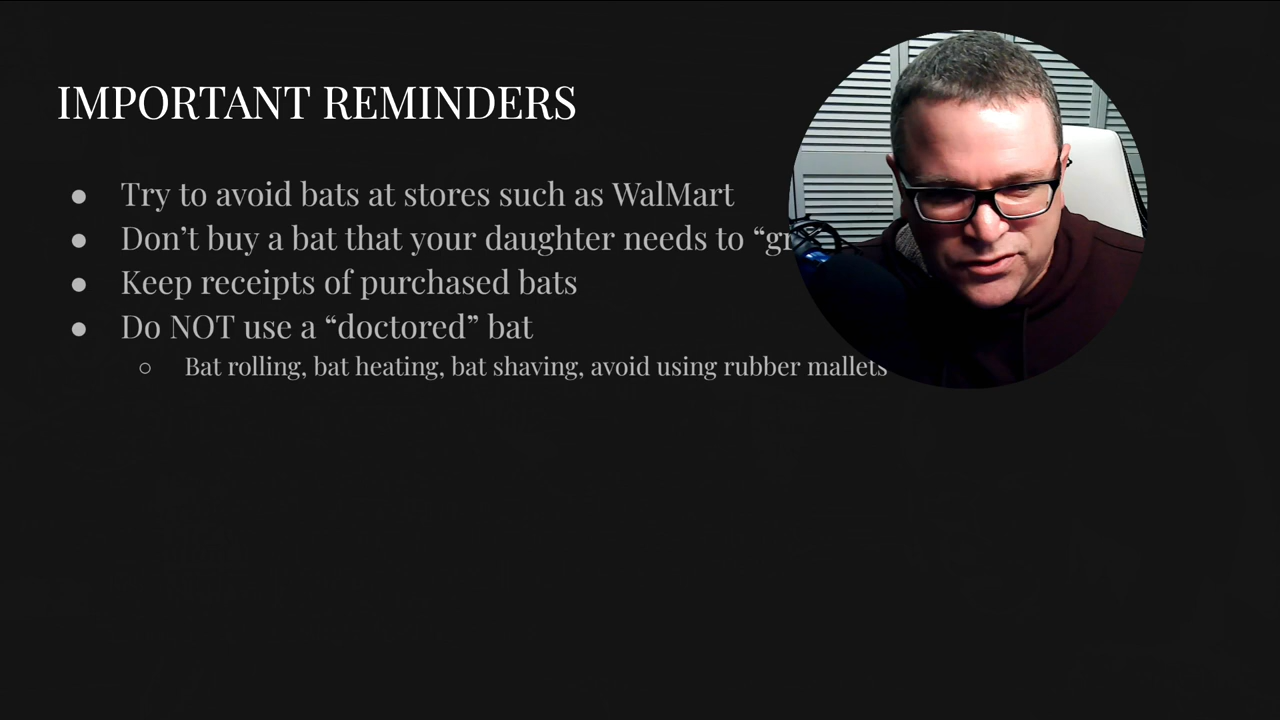 IMPORTANT REMINDERS
● Try to avoid bats at stores such as WalMart
● Don’t buy a bat that your daughter needs to
● Keep receipts of purchased bats
● Do NOT use a “doctored” bat
○ Bat rolling, bat heating, bat shaving, avoid using rubber mallets